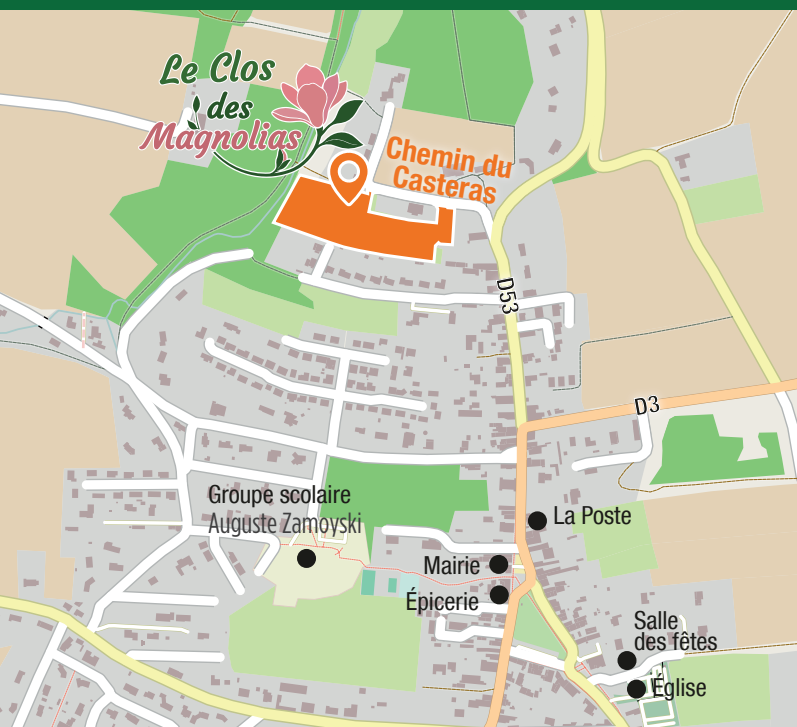 Le Clos
des
Magnolias
Chemin du
Casteras
D53
D3
Groupe scolaire
Auguste Zamoyski
La Poste
Mairie
Épicerie
Salle
des fêtes
Église